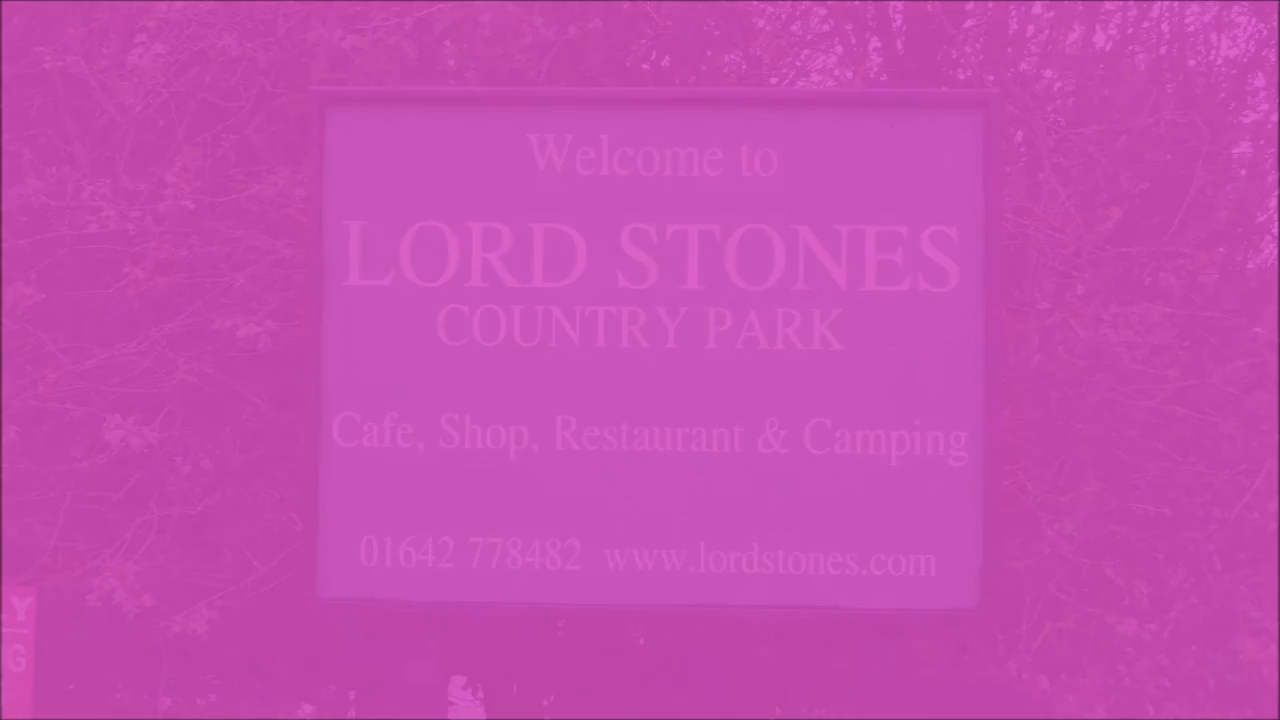 Welcome to
LORD STONES
COUNTRY PARK
Cafe, Shop, Restaurant & Camping
01642 778482 www.lordstones.com
Y
G